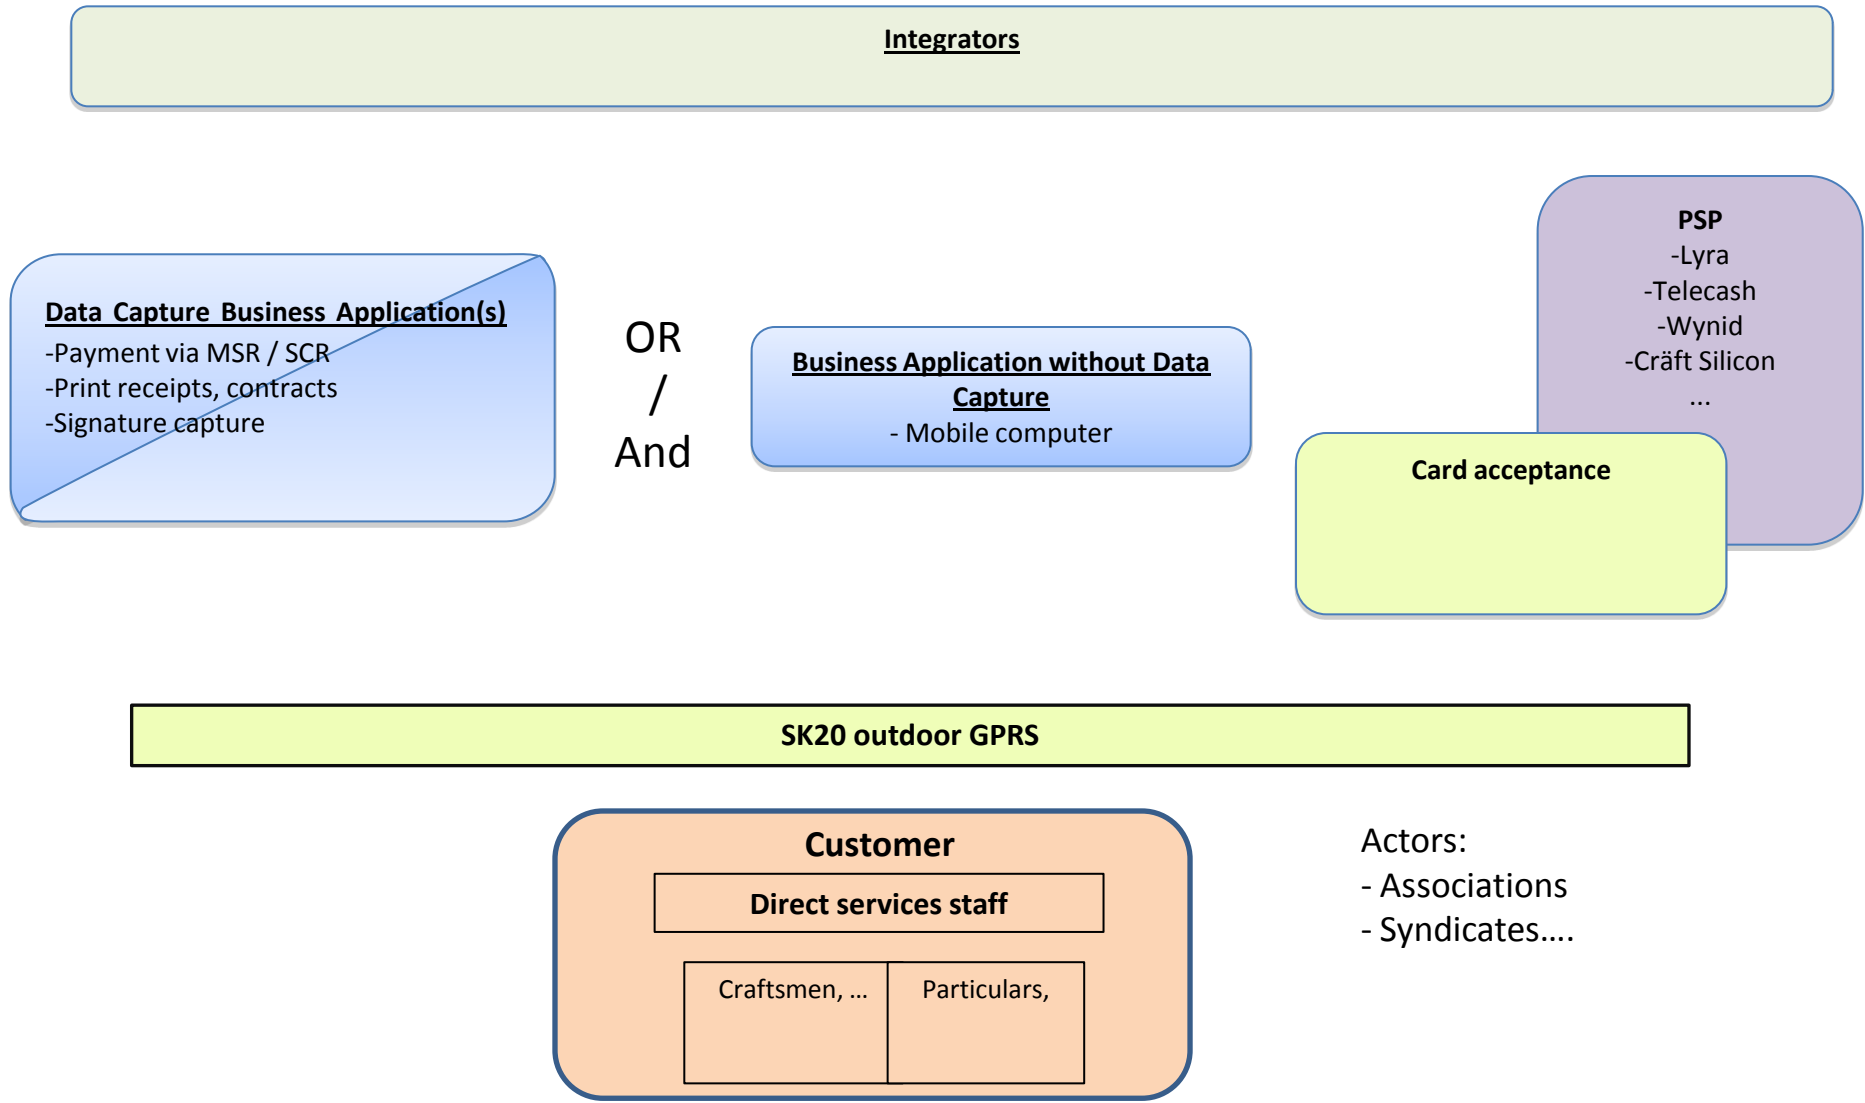 Integrators
Data Capture Business Application(s)
-Payment via MSR / SCR
-Print receipts, contracts
-Signature capture
OR
/
And
Business Application without Data
Capture
- Mobile computer
PSP
-Lyra
-Telecash
-Wynid
-Cräft Silicon
...
Card acceptance
SK20 outdoor GPRS
Customer
Direct services staff
Craftsmen, ...
Particulars,
Actors:
- Associations
- Syndicates….